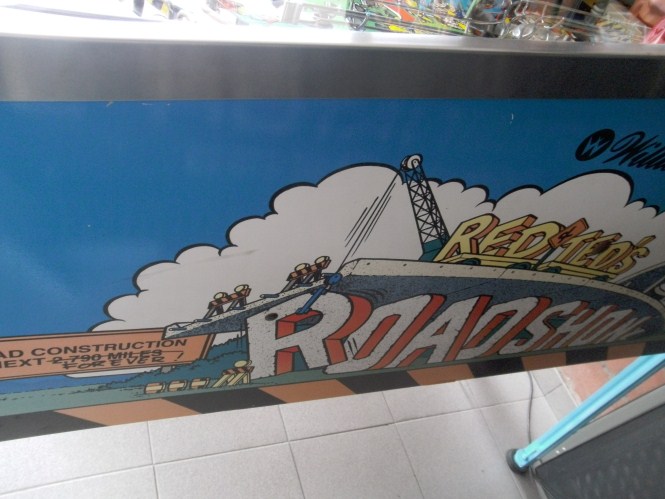 W
RED & TED'S
ROADSHOW
AD CONSTRUCTION
NEXT 2,790 MILES
FOREVER